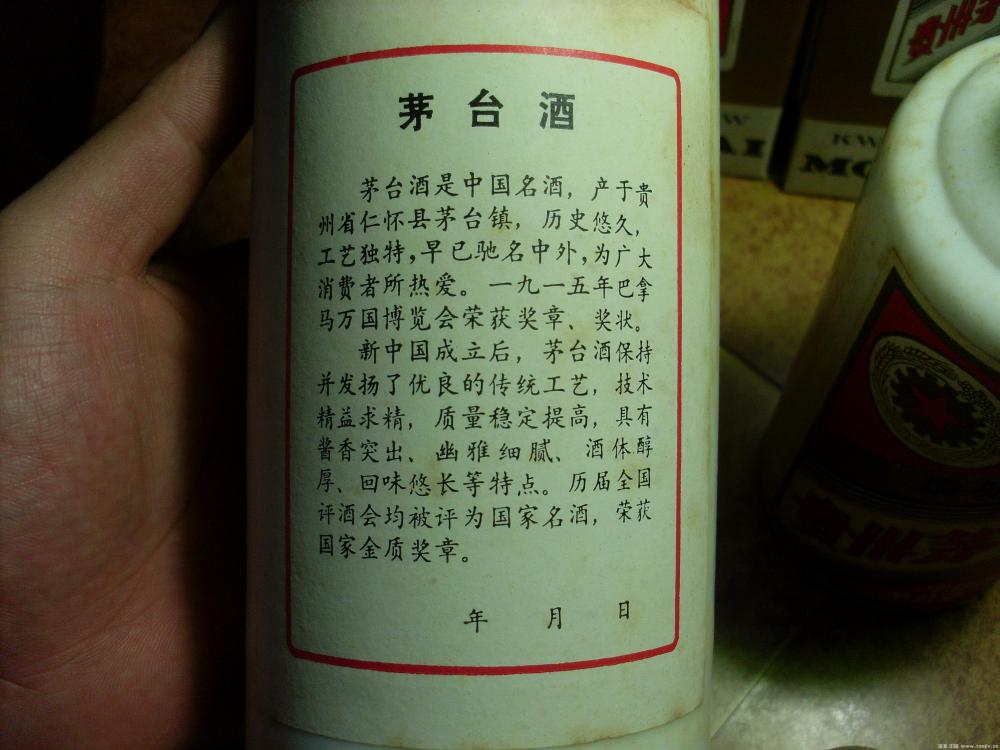 茅台酒
茅台酒是中国名酒，产于贵
州省仁怀县茅台镇，历史悠久，
工艺独特，早已驰名中外，为广大
消费者所热爱。一九一五年巴拿
马万国博览会荣获奖章、奖状。
新中国成立后，茅台酒保持
并发扬了优良的传统工艺，技术
精益求精，质量稳定提高，具有
酱香突出、幽雅细腻、酒体醇
厚、回味悠长等特点。历届全国
评酒会均被评为国家名酒，荣获
国家金质奖章。
年 月 日